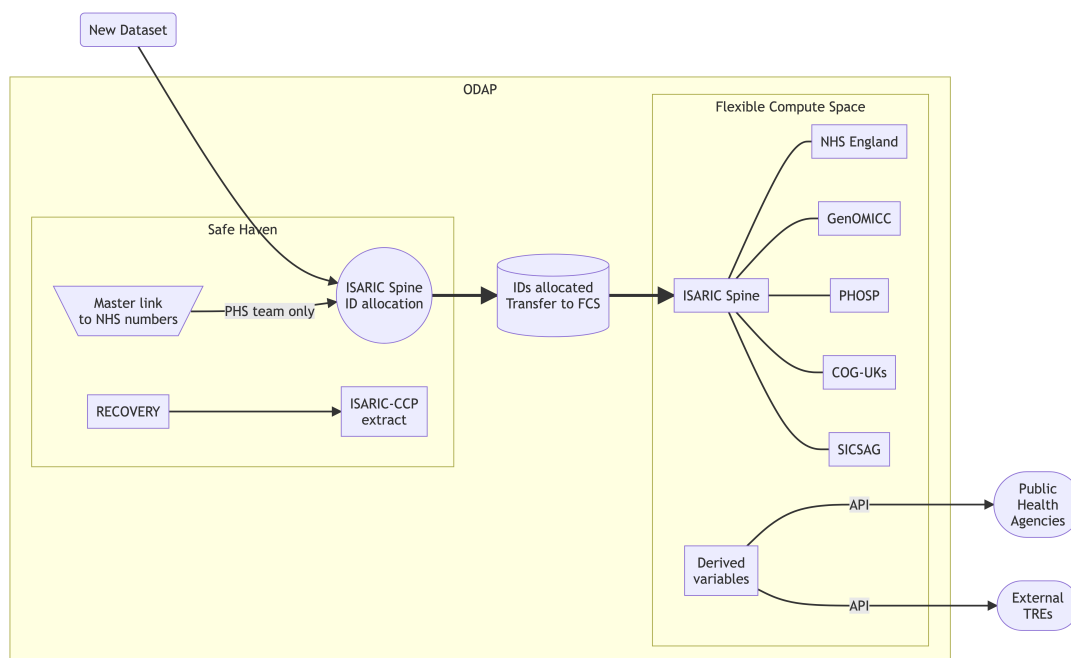 New Dataset
ODAP
Flexible Compute Space
NHS England
GenOMICC
Safe Haven
Master link
to NHS numbers
PHS team only
ISARIC Spine
ID allocation
IDs allocated
Transfer to FCS
ISARIC Spine
PHOSP
COG-UKs
RECOVERY
ISARIC-CCP
extract
SICSAG
API
Public
Health
Agencies
Derived
variables
API
External
TREs